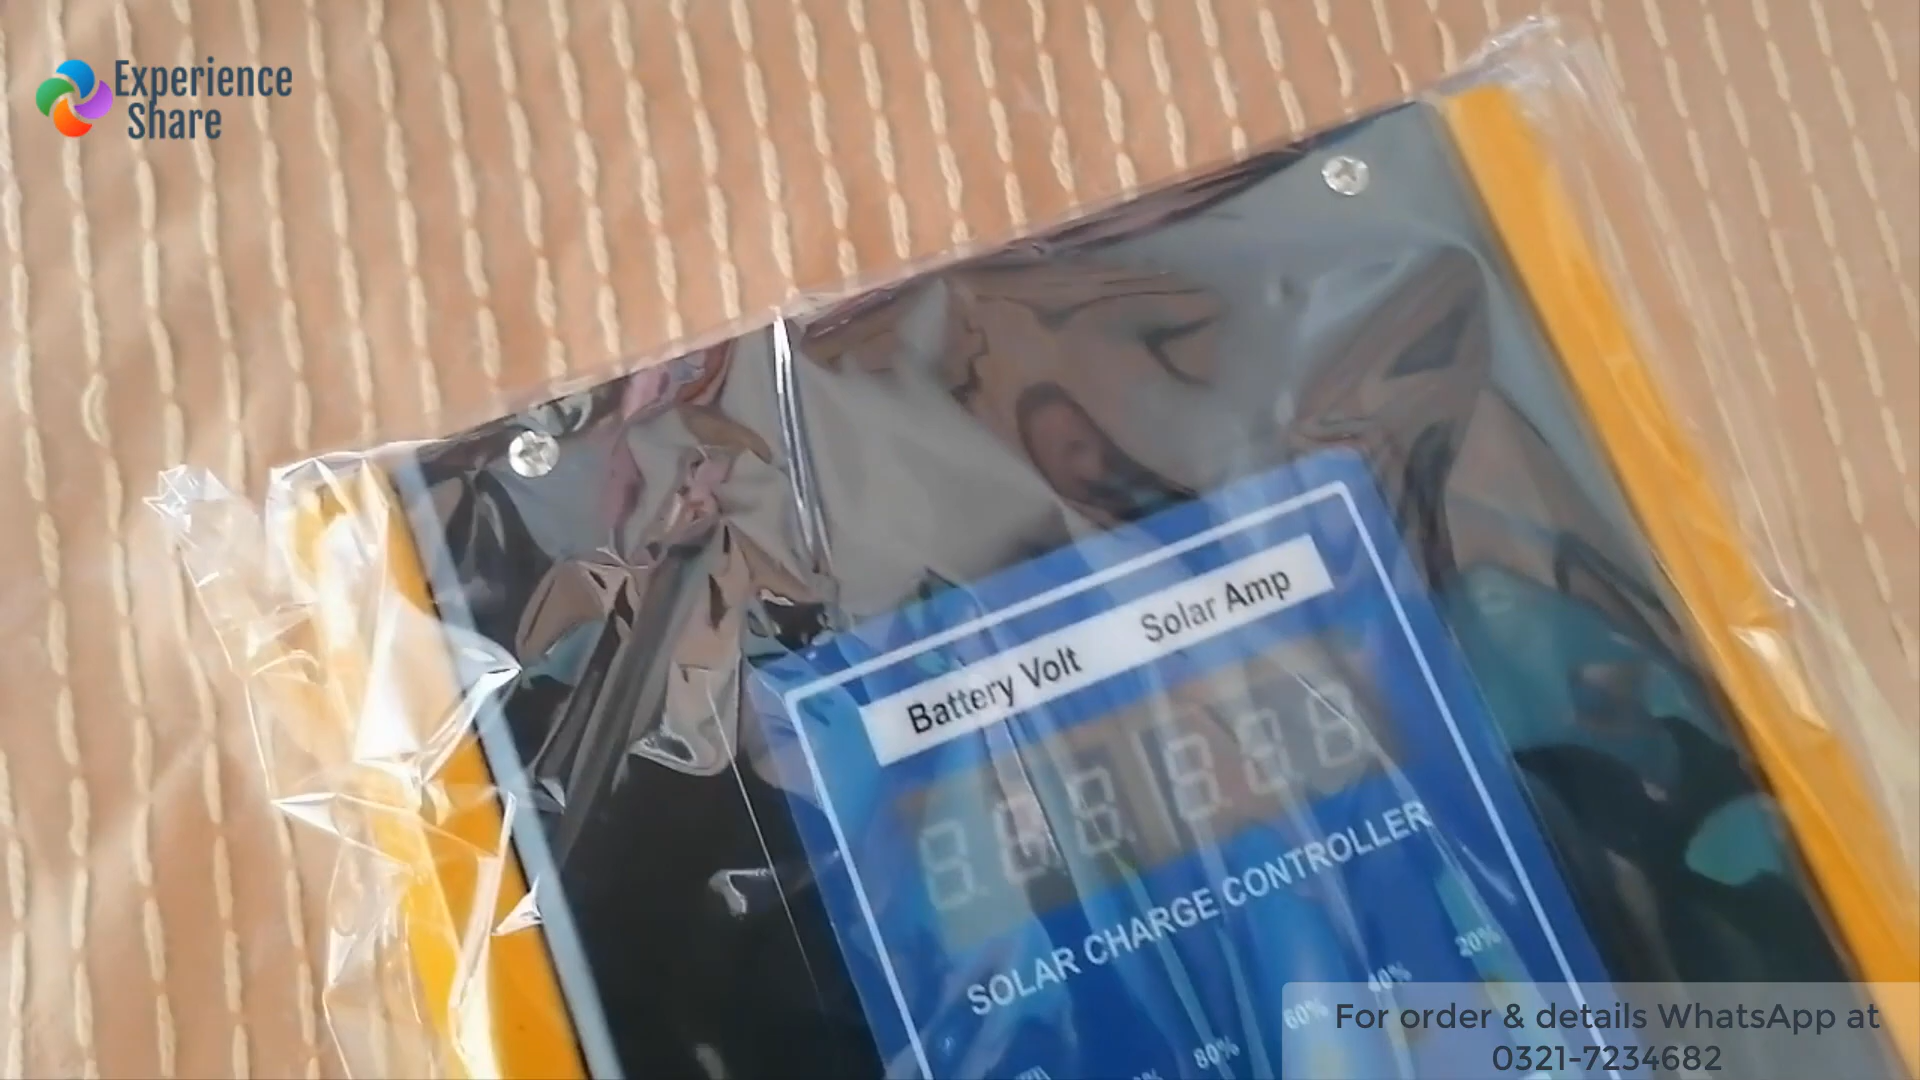 Experience
Share
Battery Volt Solar Amp
SOLAR CHARGE CONTROLLER
20%
40%
60%
80%
For order & details WhatsApp at
0321-7234682